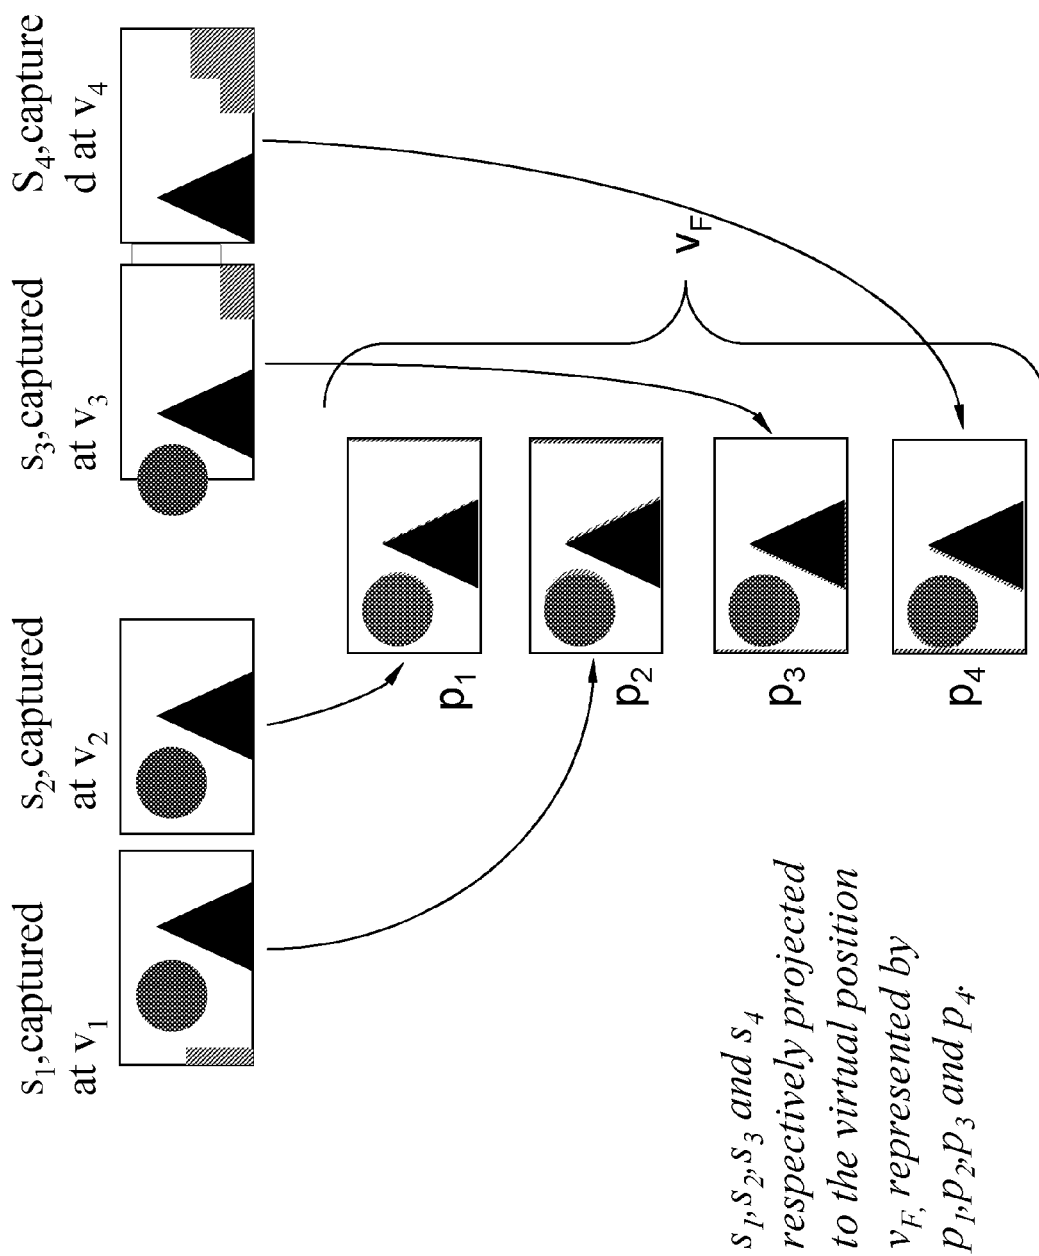 s1,captured
at v1
s2,captured
at v2
s3,captured
at v3
S4,capture
d at v4
vF
p1
p2
p3
p4
s1,s2,s3 and s4
respectively projected
to the virtual position
vF, represented by
p1,p2,p3 and p4.